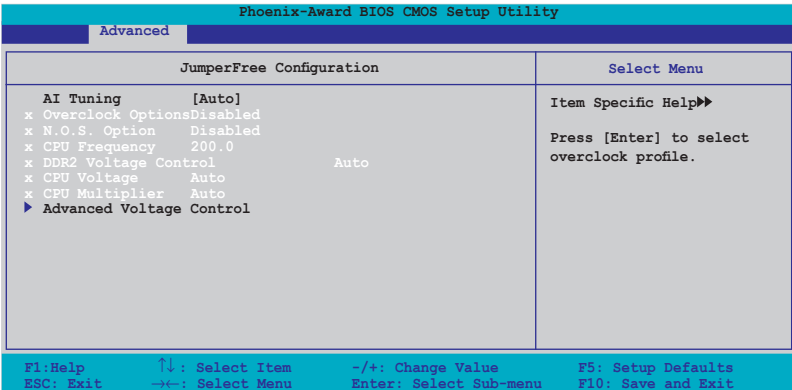 Phoenix-Award BIOS CMOS Setup Utility
Advanced
JumperFree Configuration
Select Menu
AI Tuning [Auto]
x Overclock OptionsDisabled
x N.O.S. Option Disabled
x CPU Frequency 200.0
x DDR2 Voltage Control Auto
x CPU Voltage Auto
x CPU Multiplier Auto
Advanced Voltage Control
Item Specific Help
Press [Enter] to select
overclock profile.
F1:Help ↑↓: Select Item -/+: Change Value F5: Setup Defaults
ESC: Exit →←: Select Menu Enter: Select Sub-menu F10: Save and Exit